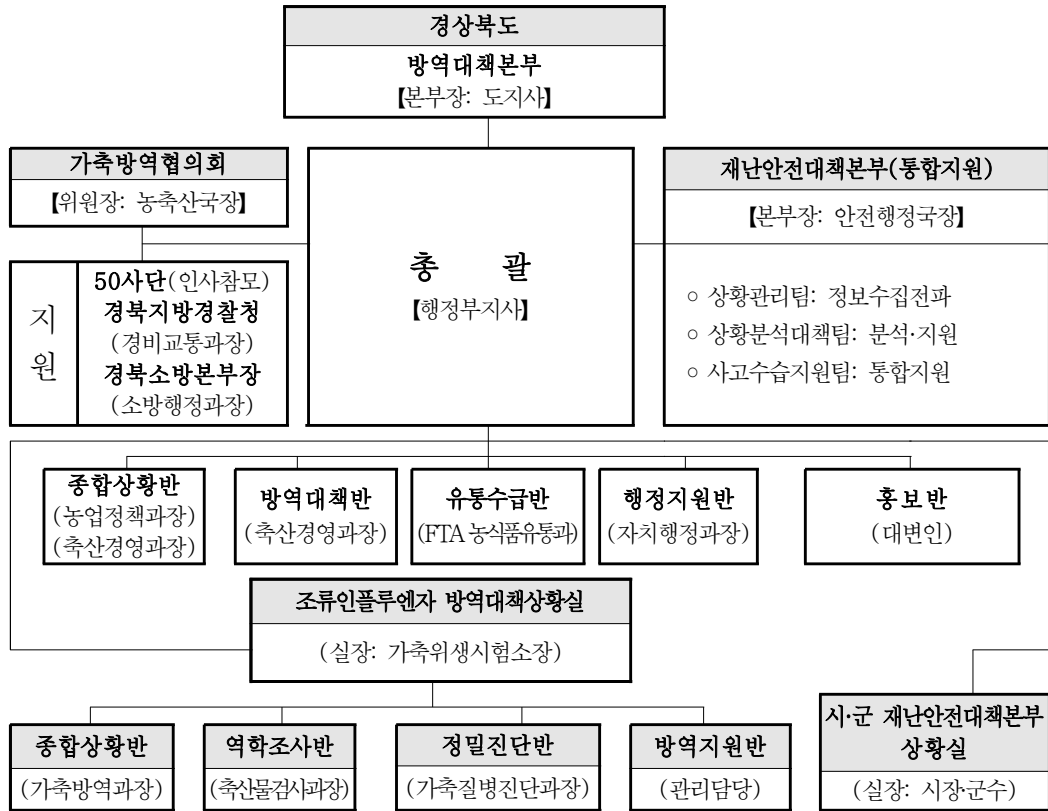 경상북도
방역대책본부
【본부장: 도지사】
가축방역협의회
【위원장: 농축산국장】
총 괄
【행정부지사】
재난안전대책본부(통합지원)
【본부장: 안전행정국장】
○ 상황관리팀: 정보수집전파
○ 상황분석대책팀: 분석·지원
○ 사고수습지원팀: 통합지원
지
원
50사단(인사참모)
경북지방경찰청
(경비교통과장)
경북소방본부장
(소방행정과장)
종합상황반
(농업정책과장)
(축산경영과장)
방역대책반
(축산경영과장)
유통수급반
(FTA 농식품유통과)
행정지원반
(자치행정과장)
홍보반
(대변인)
조류인플루엔자 방역대책상황실
(실장: 가축위생시험소장)
종합상황반
(가축방역과장)
역학조사반
(축산물검사과장)
정밀진단반
(가축질병진단과장)
방역지원반
(관리담당)
시·군 재난안전대책본부
상황실
(실장: 시장·군수)